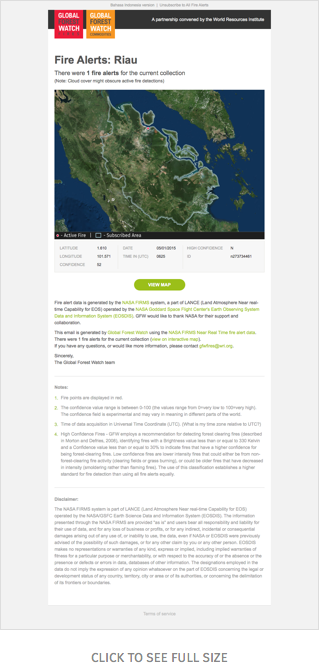 Bahasa Indonesia version | Unsubscribe to All Fire Alerts
GLOBAL FOREST WATCH
GLOBAL FOREST WATCH
COMMODITIES
A partnership convened by the World Resources Institute
Fire Alerts: Riau
There were 1 fire alerts for the current collection
(Note: Cloud cover might obscure active fire detections)
- Active Fire | - Subscribed Area
LATITUDE 1.610 DATE 05/01/2015 HIGH CONFIDENCE N
LONGITUDE 101.571 TIME IN (UTC) 0625 ID
CONFIDENCE 52
VIEW MAP
Fire alert data is generated by the NASA FIRMS system, a part of LANCE (Land Atmosphere Near real-
time Capability for EOS) operated by the NASA Goddard Space Flight Center's Earth Observing System
Data and Information System (EOSDIS). GFW would like to thank NASA for their support and
collaboration.
This email is generated by Global Forest Watch using the NASA FIRMS Near Real Time fire alert data.
There were 1 fire alerts for the current collection (view on interactive map).
If you have any questions, or would like more information, please contact gfwfires@wri.org.
Sincerely,
The Global Forest Watch team
Notes:
1. Fire points are displayed in red.
2. The confidence value range is between 0-100 (the values range from 0=very low to 100=very high).
The confidence field is experimental and may vary in meaning in different parts of the world.
3. Time of data acquisition in Universal Time Coordinate (UTC). (What is my time zone relative to UTC?)
4. High Confidence Fires - GFW employs a recommendation for detecting forest clearing fires (described
in Morton and Defries, 2008), identifying fires with a Brightness value less than or equal to 330 Kelvin
and a Confidence value less than or equal to 30% to indicate fires that have a higher confidence for
being forest-clearing fires. Low confidence fires are lower intensity fires that could either be from non-
forest-clearing fire activity (clearing fields or grass burning), or could be older fires that have decreased
in intensity (smoldering rather than flaming fires). The use of this classification establishes a higher
standard for fire detection than using all fire alerts equally.
Disclaimer:
The NASA FIRMS system is part of LANCE (Land Atmosphere Near Real-time Capability for EOS)
operated by the NASA/GSFC Earth Science Data and Information System (EOSDIS). The information
presented through the NASA FIRMS are provided "as is" and users bear all responsibility and liability for
their use of data, and for any loss of business or profits, or for any indirect, incidental or consequential
damages arising out of any use of, or inability to use, the data, even if NASA or EOSDIS were previously
advised of the possibility of such damages, or for any other claim by you or any other person. EOSDIS
makes no representations or warranties of any kind, express or implied, including implied warranties of
fitness for a particular purpose or merchantability, or with respect to the accuracy of or the absence or the
presence or defects or errors in data, databases of other information. The designations employed in the
data do not imply the expression of any opinion whatsoever on the part of EOSDIS concerning the legal or
development status of any country, territory, city or area or of its authorities, or concerning the delimitation
of its frontiers or boundaries.
Terms of service
CLICK TO SEE FULL SIZE